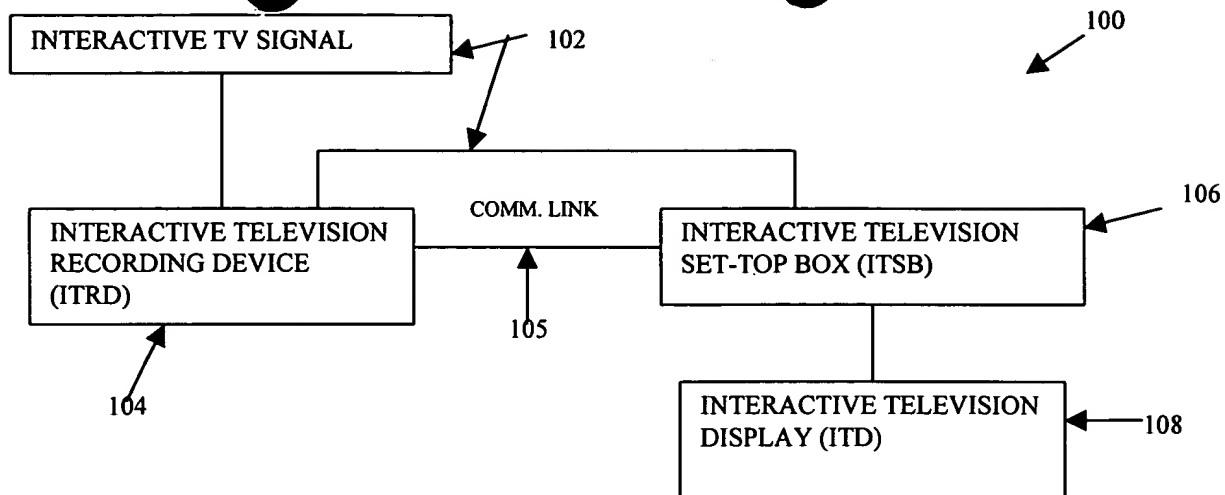 INTERACTIVE TV SIGNAL
102
100
COMM. LINK
106
INTERACTIVE TELEVISION
RECORDING DEVICE
(ITRD)
INTERACTIVE TELEVISION
SET-TOP BOX (ITSB)
105
104
INTERACTIVE TELEVISION
DISPLAY (ITD)
108